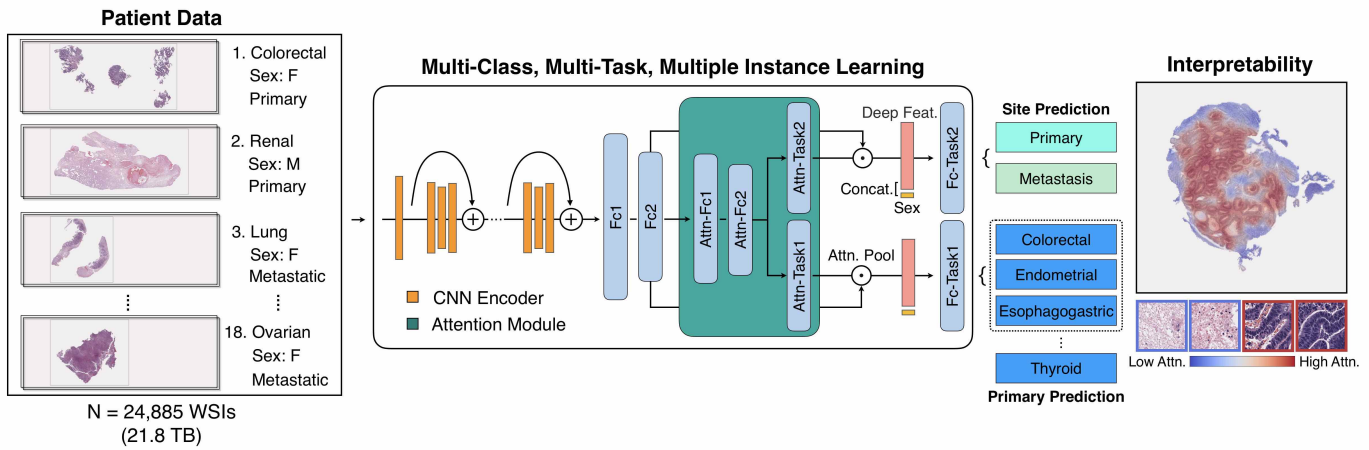 Patient Data
1. Colorectal
Sex: F
Primary
2. Renal
Sex: M
Primary
3. Lung
Sex: F
Metastatic
18. Ovarian
Sex: F
Metastatic
N = 24,885 WSIs
(21.8 TB)
Multi-Class, Multi-Task, Multiple Instance Learning
CNN Encoder
Attention Module
Fc1
Fc2
Attn-Fc1
Attn-Fc2
Attn-Task2
Attn-Task1
Deep Feat.
Concat.[
Sex
Attn. Pool
Fc-Task2
Fc-Task1
Site Prediction
{
Primary
Metastasis
{
Colorectal
Endometrial
Esophagogastric
Thyroid
Primary Prediction
Interpretability
Low Attn.
High Attn.